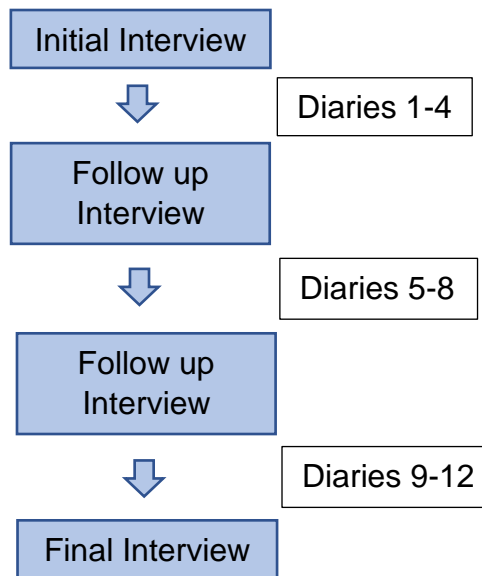 Initial Interview
Diaries 1-4
Follow up
Interview
Diaries 5-8
Follow up
Interview
Diaries 9-12
Final Interview